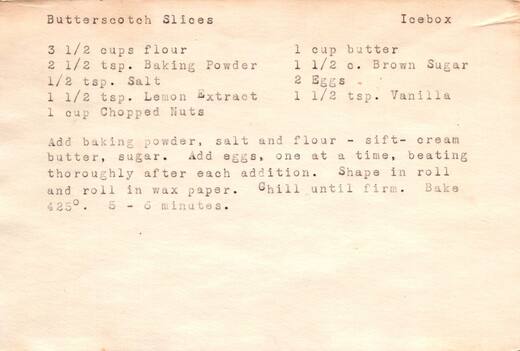 Butterscotch Slices Icebox
3 1/2 cups flour 1 cup butter
2 1/2 tsp. Baking Powder 1 1/2 c. Brown Sugar
1/2 tsp. Salt 2 Eggs
1 1/2 tsp. Lemon Extract 1 1/2 tsp. Vanilla
1 cup Chopped Nuts
Add baking powder, salt and flour - sift- cream
butter, sugar. Add eggs, one at a time, beating
thoroughly after each addition. Shape in roll
and roll in wax paper. Chill until firm. Bake
425°. 5 - 6 minutes.